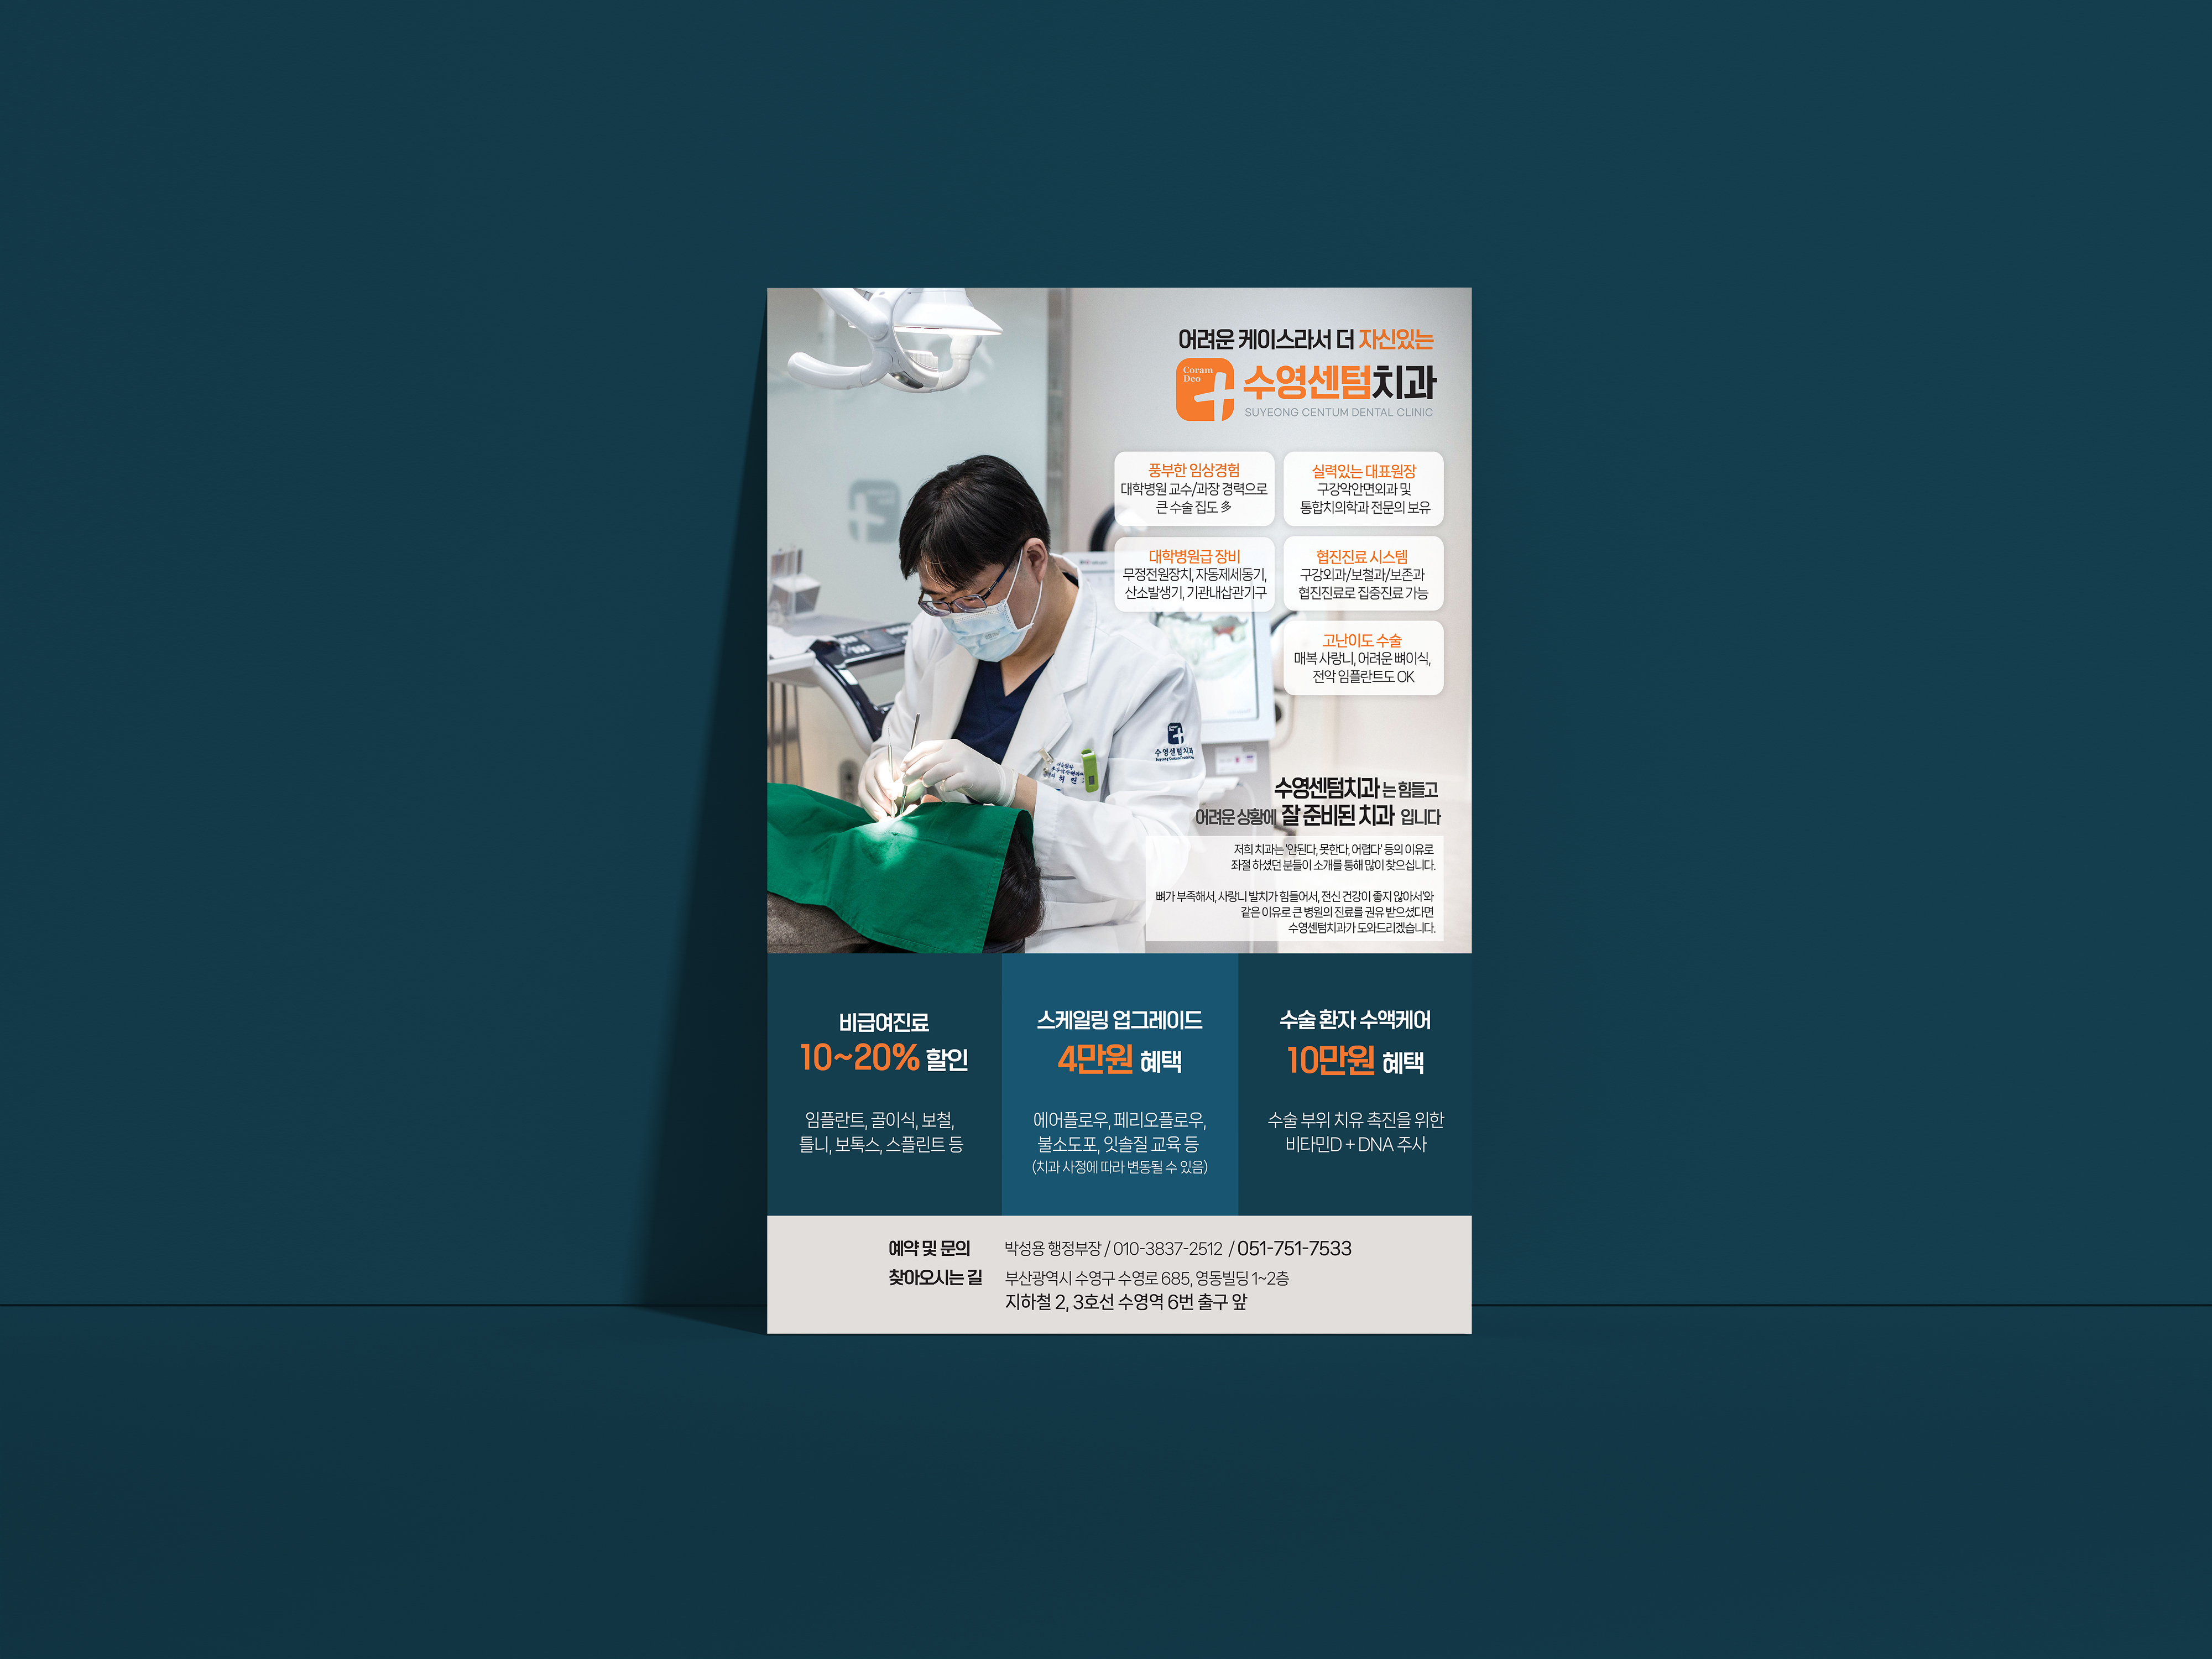 어려운 케이스라서 더 자신있는
Coram
Deo
수영센텀치과
SUYEONG CENTUM DENTAL CLINIC
풍부한 임상경험
대학병원 교수/과장 경력으로
큰 수술 집도 多
실력있는 대표원장
구강악안면외과 및
통합치의학과 전문의 보유
대학병원급 장비
무정전원장치, 자동제세동기,
산소발생기, 기관내삽관기구
협진진료 시스템
구강외과/보철과/보존과
협진진료로 집중진료 가능
고난이도 수술
매복 사랑니, 어려운 뼈이식,
전악 임플란트도 OK
수영센텀치과
수영센텀치과는 힘들고
어려운 상황에 잘 준비된 치과 입니다
저희 치과는 '안된다, 못한다, 어렵다' 등의 이유로
좌절 하셨던 분들이 소개를 통해 많이 찾으십니다.
뼈가 부족해서, 사랑니 발치가 힘들어서, 전신 건강이 좋지 않아서'와
같은 이유로 큰 병원의 진료를 권유 받으셨다면
수영센텀치과가 도와드리겠습니다.
비급여진료
10~20% 할인
임플란트, 골이식, 보철,
틀니, 보톡스, 스플린트 등
스케일링 업그레이드
4만원 혜택
에어플로우, 페리오플로우,
불소도포, 잇솔질 교육 등
(치과 사정에 따라 변동될 수 있음)
수술 환자 수액케어
10만원 혜택
수술 부위 치유 촉진을 위한
비타민D + DNA 주사
예약 및 문의 박성용 행정부장 / 010-3837-2512 / 051-751-7533
찾아오시는 길 부산광역시 수영구 수영로 685, 영동빌딩 1~2층
지하철 2, 3호선 수영역 6번 출구 앞